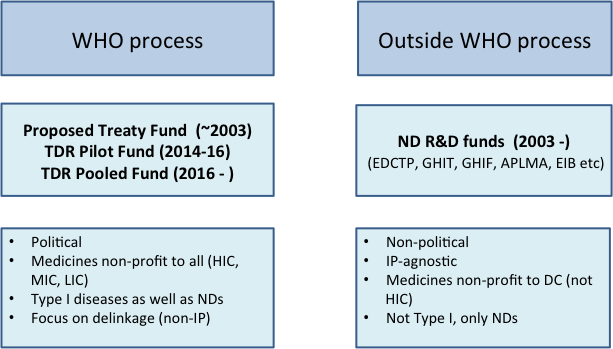 WHO process
Proposed Treaty Fund (~2003)
TDR Pilot Fund (2014-16)
TDR Pooled Fund (2016 - )
• Political
• Medicines non-profit to all (HIC,
MIC, LIC)
• Type I diseases as well as NDs
• Focus on delinkage (non-IP)
Outside WHO process
ND R&D funds (2003 -)
(EDCTP, GHIT, GHIF, APLMA, EIB etc)
• Non-political
• IP-agnostic
• Medicines non-profit to DC (not
HIC)
• Not Type I, only NDs